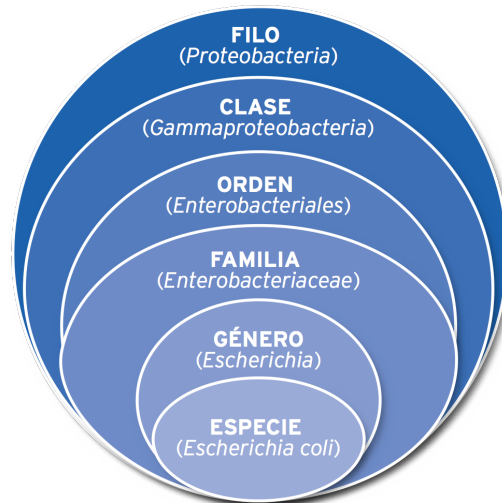 FILO
(Proteobacteria)
CLASE
(Gammaproteobacteria)
ORDEN
(Enterobacteriales)
FAMILIA
(Enterobacteriaceae)
GÉNERO
(Escherichia)
ESPECIE
(Escherichia coli)